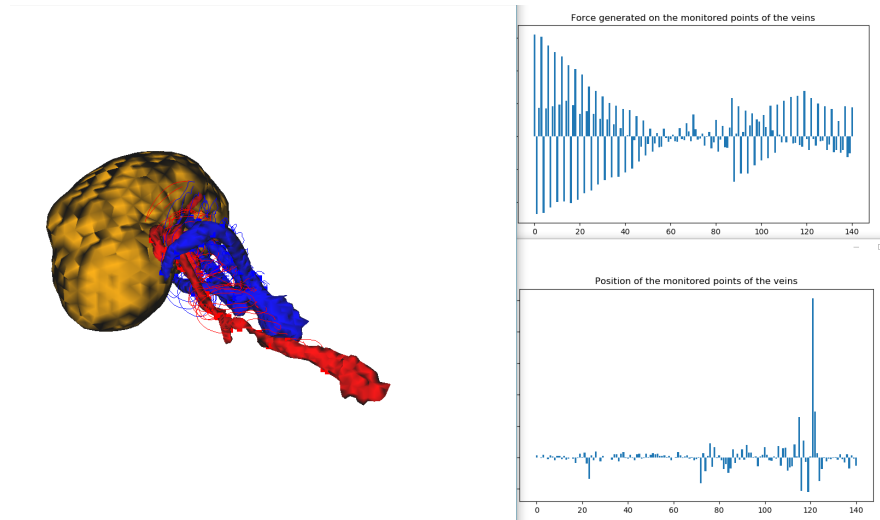 Force generated on the monitored points of the veins
0 20 40 60 80 100 120 140
Position of the monitored points of the veins
0 20 40 60 80 100 120 140